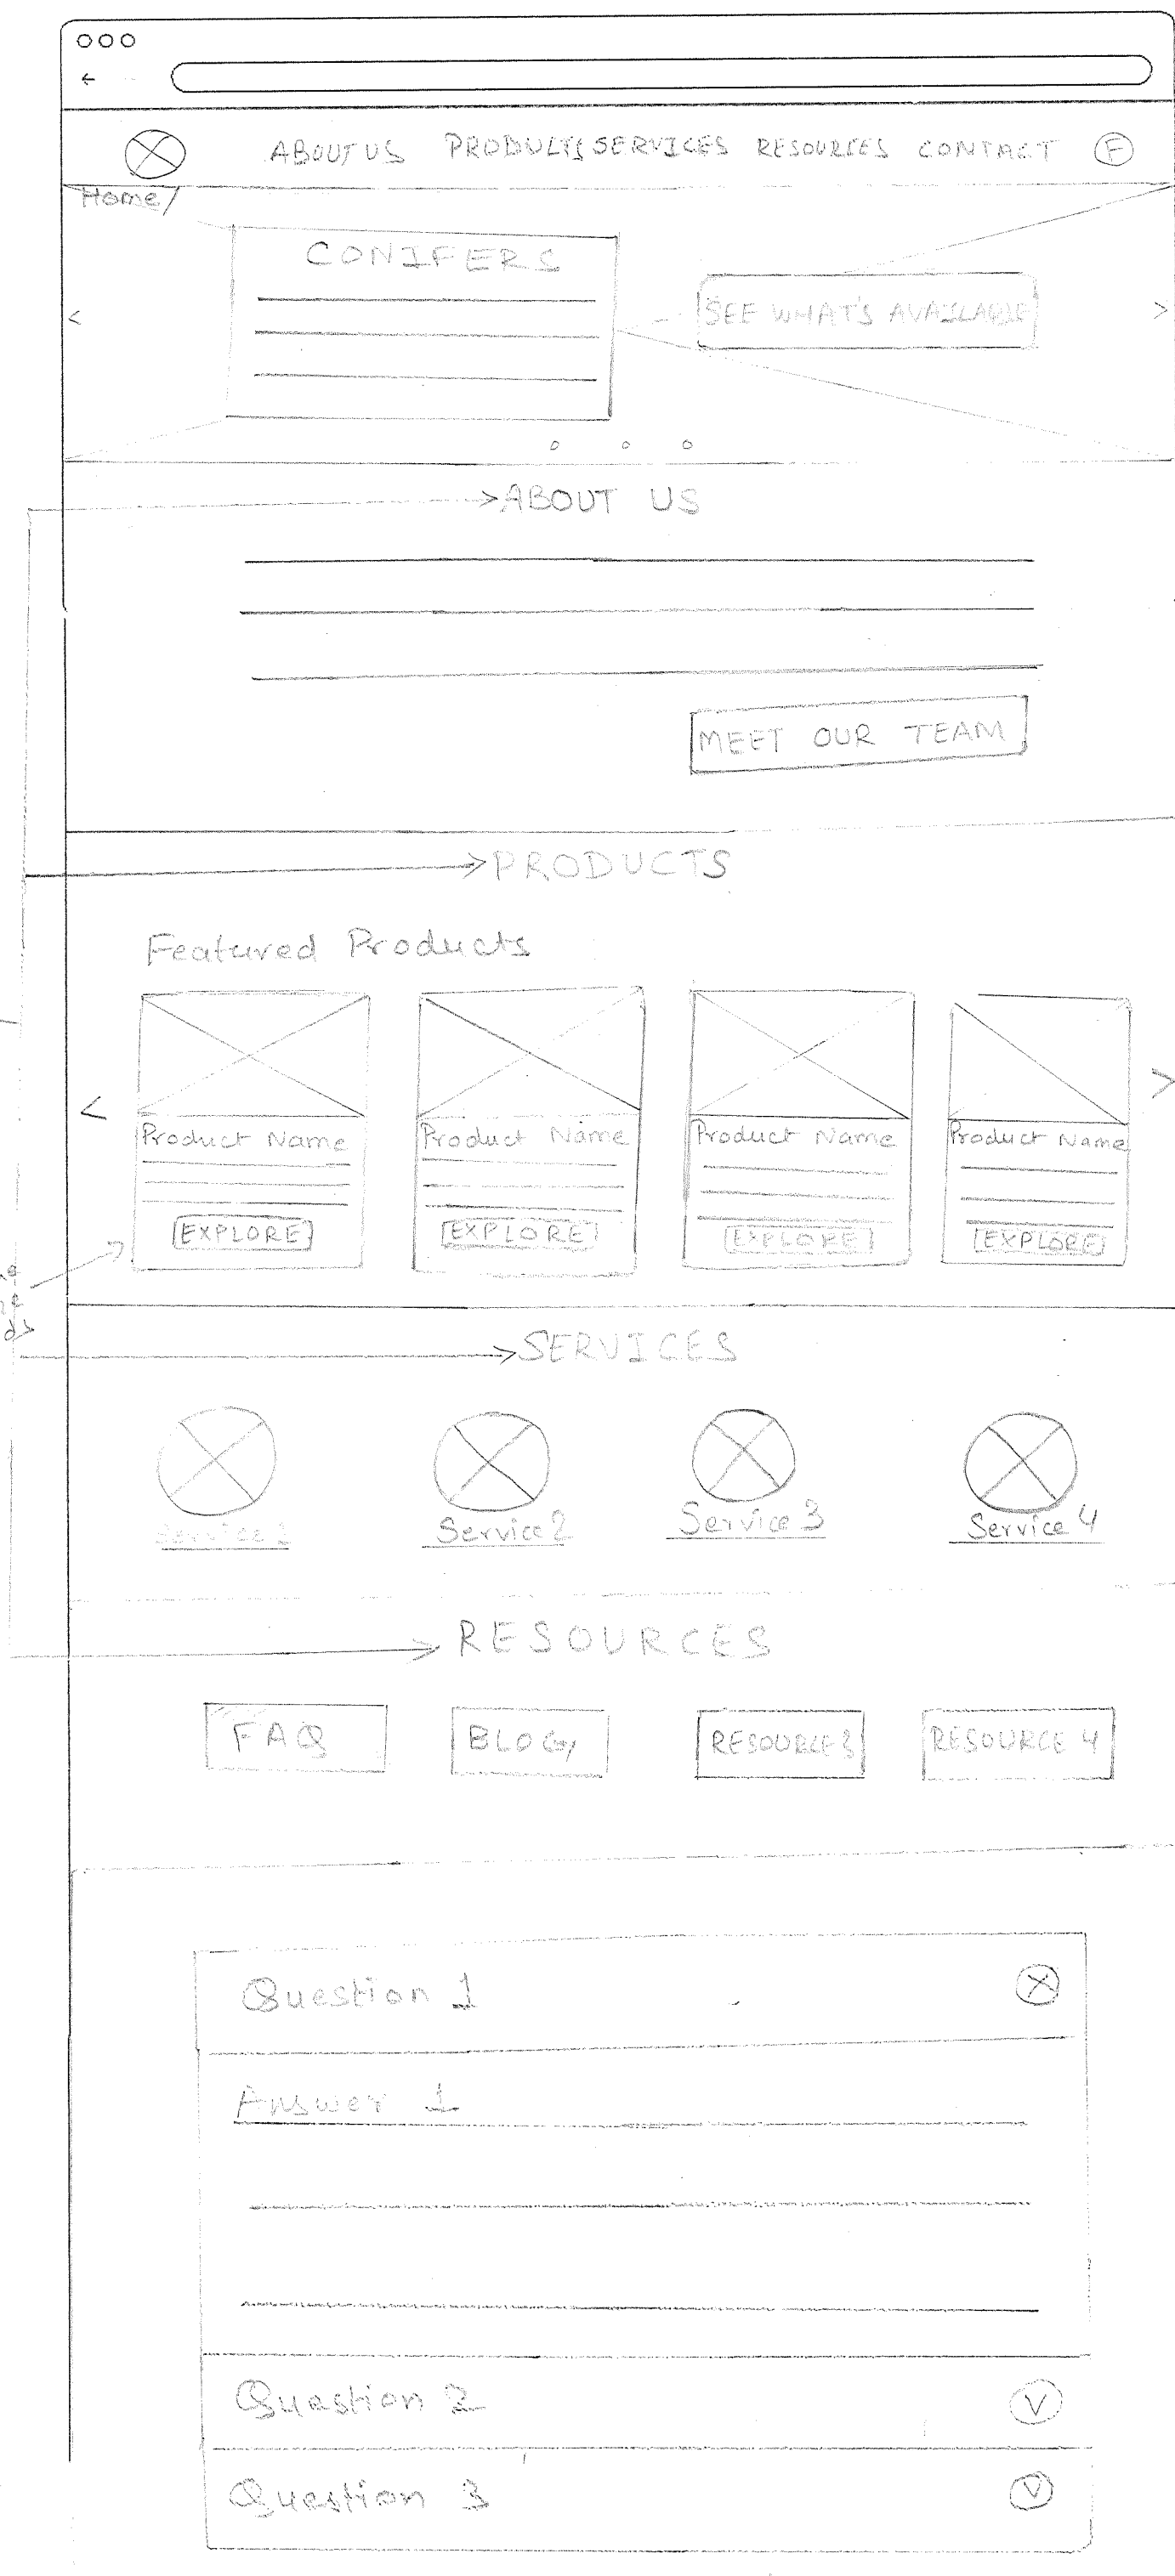 ABOUT US PRODUCTS SERVICES RESOURCES CONTACT F
Home/
CONIFERS
SEE WHAT'S AVAILABLE
ABOUT US
MEET OUR TEAM
PRODUCTS
Featured Products
Product Name Product Name Product Name Product Name
EXPLORE EXPLORE EXPLORE EXPLORE
SERVICES
Service 1 Service 2 Service 3 Service 4
RESOURCES
FAQ BLOG RESOURCE 3 RESOURCE 4
Question 1
Answer 1
Question 2
Question 3